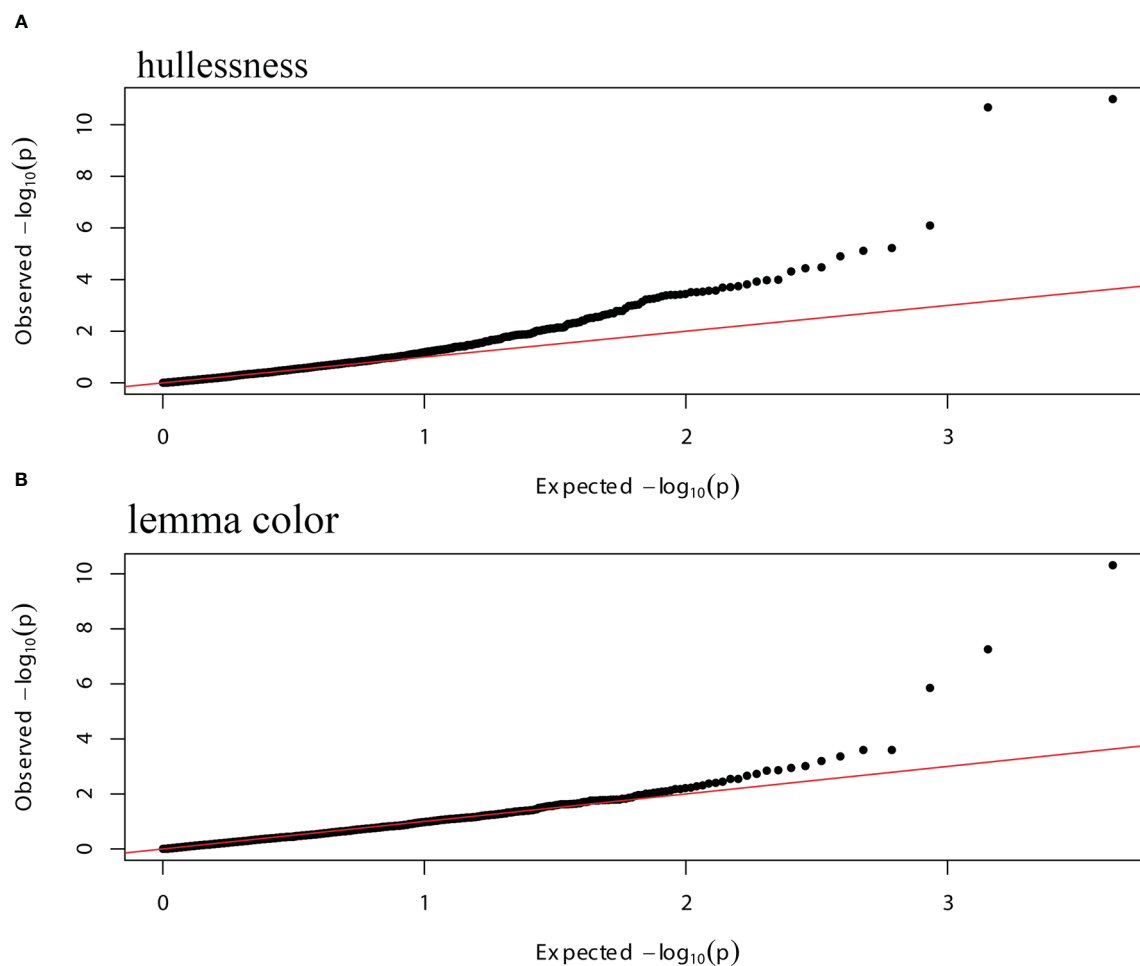 A
hullessness
Observed −log₁₀(p)
0 2 4 6 8 10
0 1 2 3
Expected −log₁₀(p)
B
lemma color
Observed −log₁₀(p)
0 2 4 6 8 10
0 1 2 3
Expected −log₁₀(p)